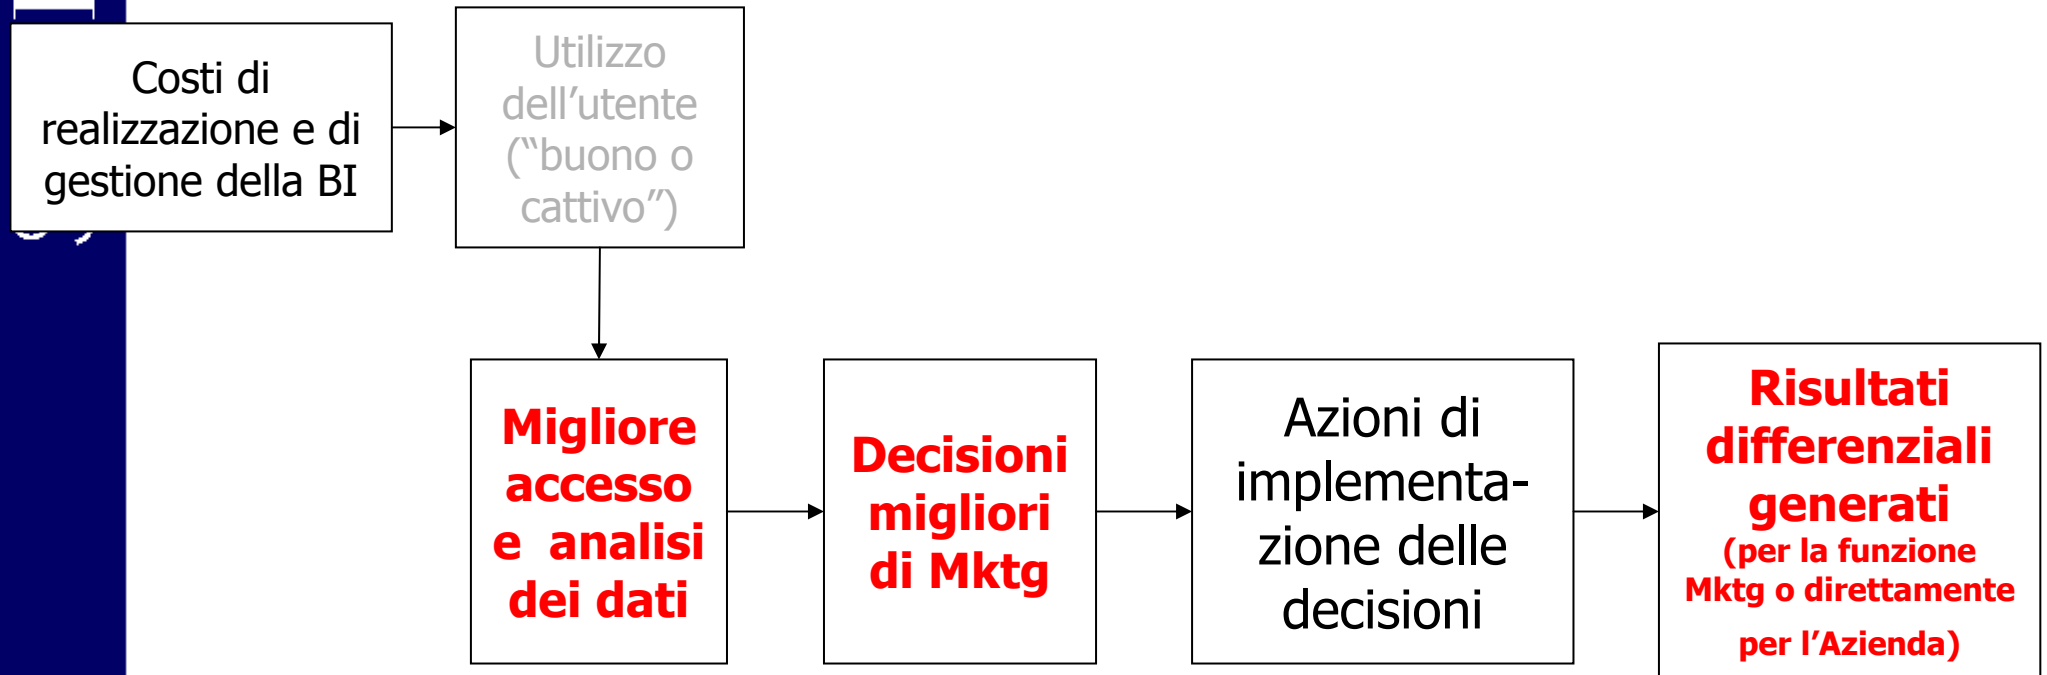 Costi di
realizzazione e di
gestione della BI
Utilizzo
dell’utente
(“buono o
cattivo”)
Migliore
accesso
e  analisi
dei dati
Decisioni
migliori
di Mktg
Azioni di
implementa-
zione delle
decisioni
Risultati
differenziali
generati
(per la funzione
Mktg o direttamente
per l’Azienda)